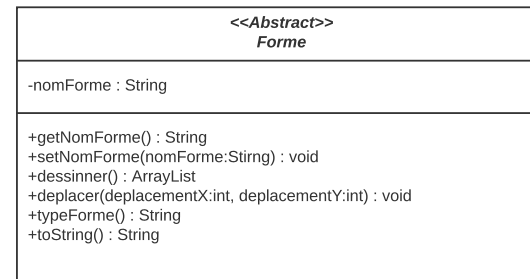 <<Abstract>>
Forme
-nomForme : String
+getNomForme() : String
+setNomForme(nomForme:Stirng) : void
+dessinner() : ArrayList
+deplacer(deplacementX:int, deplacementY:int) : void
+typeForme() : String
+toString() : String